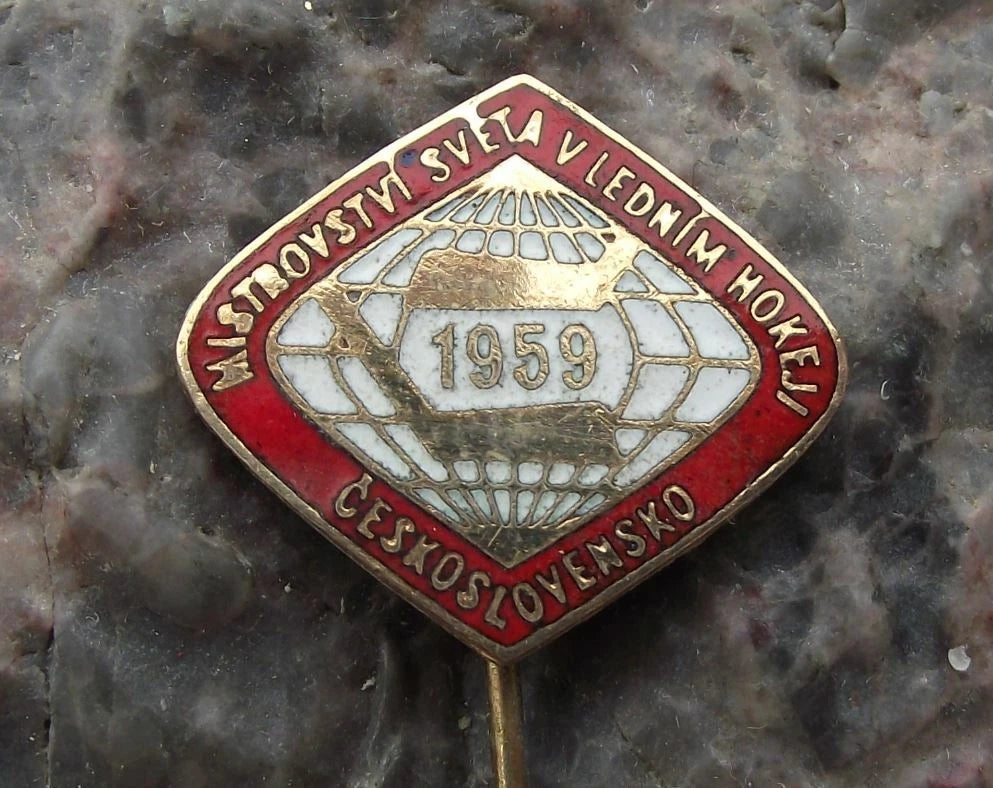 MISTROVSTVÍ SVĚTA V LEDNÍM HOKEJI
1959
ČESKOSLOVENSKO